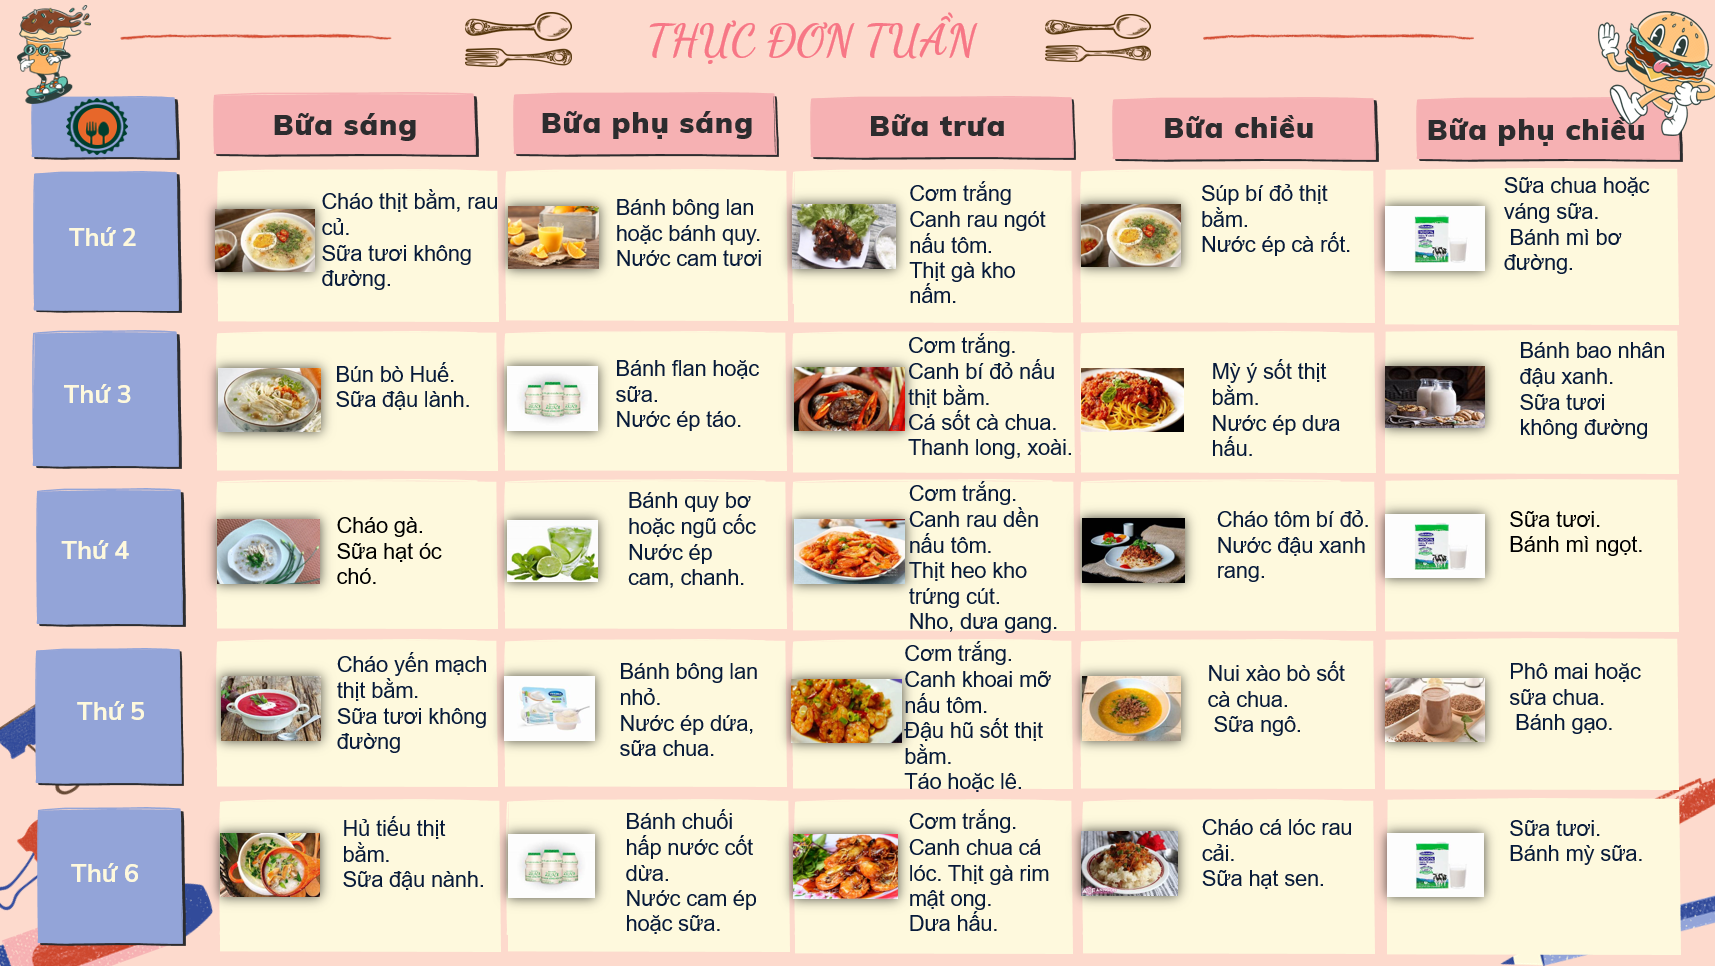 THỰC ĐƠN TUẦN
Bữa sáng
Bữa phụ sáng
Bữa trưa
Bữa chiều
Bữa phụ chiều
Thứ 2
Cháo thịt bằm, rau
củ.
Sữa tươi không
đường.
Bánh bông lan
hoặc bánh quy.
Nước cam tươi
Cơm trắng
Canh rau ngót
nấu tôm.
Thịt gà kho
nấm.
Súp bí đỏ thịt
bằm.
Nước ép cà rốt.
Sữa chua hoặc
váng sữa.
Bánh mì bơ
đường.
Thứ 3
Bún bò Huế.
Sữa đậu lành.
Bánh flan hoặc
sữa.
Nước ép táo.
Cơm trắng.
Canh bí đỏ nấu
thịt bằm.
Cá sốt cà chua.
Thanh long, xoài.
Mỳ ý sốt thịt
bằm.
Nước ép dưa
hấu.
Bánh bao nhân
đậu xanh.
Sữa tươi
không đường
Thứ 4
Cháo gà.
Sữa hạt óc
chó.
Bánh quy bơ
hoặc ngũ cốc
Nước ép
cam, chanh.
Cơm trắng.
Canh rau dền
nấu tôm.
Thịt heo kho
trứng cút.
Nho, dưa gang.
Cháo tôm bí đỏ.
Nước đậu xanh
rang.
Sữa tươi.
Bánh mì ngọt.
Thứ 5
Cháo yến mạch
thịt bằm.
Sữa tươi không
đường
Bánh bông lan
nhỏ.
Nước ép dứa,
sữa chua.
Cơm trắng.
Canh khoai mỡ
nấu tôm.
Đậu hũ sốt thịt
bằm.
Táo hoặc lê.
Nui xào bò sốt
cà chua.
Sữa ngô.
Phô mai hoặc
sữa chua.
Bánh gạo.
Thứ 6
Hủ tiếu thịt
bằm.
Sữa đậu nành.
Bánh chuối
hấp nước cốt
dừa.
Nước cam ép
hoặc sữa.
Cơm trắng.
Canh chua cá
lóc. Thịt gà rim
mật ong.
Dưa hấu.
Cháo cá lóc rau
cải.
Sữa hạt sen.
Sữa tươi.
Bánh mỳ sữa.